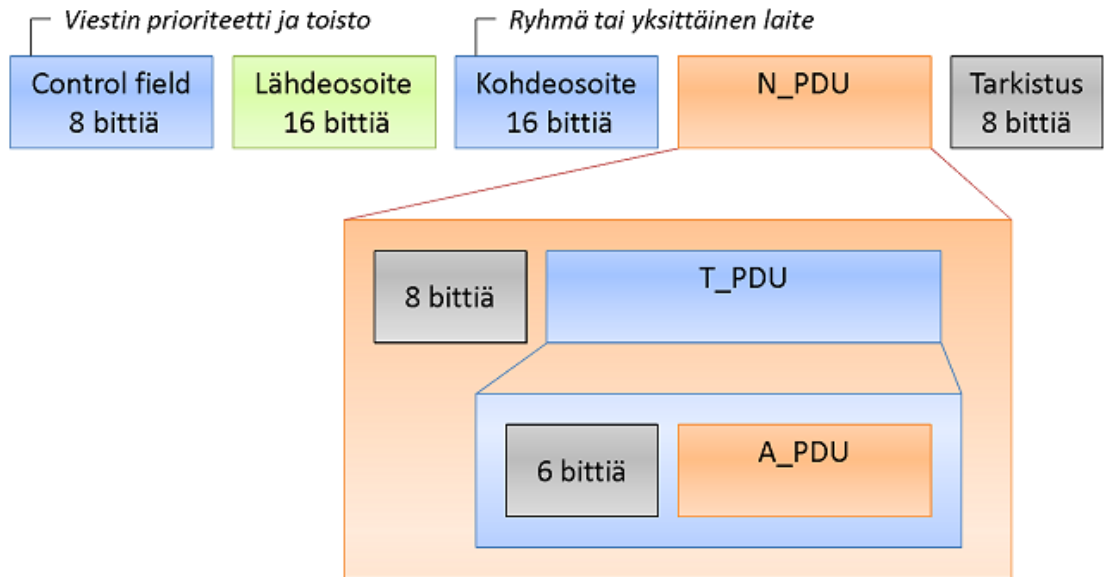 Viestin prioriteetti ja toisto
Ryhmä tai yksittäinen laite
Control field
8 bittiä
Lähdeosoite
16 bittiä
Kohdeosoite
16 bittiä
N_PDU
Tarkistus
8 bittiä
8 bittiä
T_PDU
6 bittiä
A_PDU